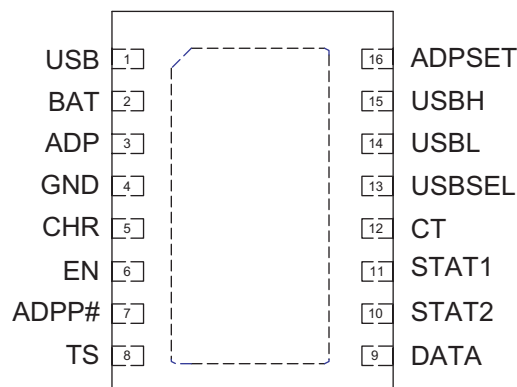 USB 1 16 ADPSET
BAT 2 15 USBH
ADP 3 14 USBL
GND 4 13 USBSEL
CHR 5 12 CT
EN 6 11 STAT1
ADPP# 7 10 STAT2
TS 8 9 DATA